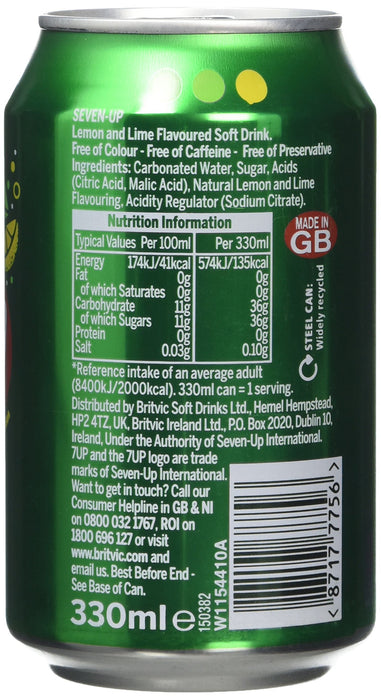 SEVEN-UP
Lemon and Lime Flavoured Soft Drink.
Free of Colour - Free of Caffeine - Free of Preservative
Ingredients: Carbonated Water, Sugar, Acids
(Citric Acid, Malic Acid), Natural Lemon and Lime
Flavouring, Acidity Regulator (Sodium Citrate).
Nutrition Information
Typical Values Per 100ml Per 330ml
Energy 174kJ/41kcal 574kJ/135kcal
Fat 0g 0g
of which Saturates 0g 0g
Carbohydrate 11g 36g
of which Sugars 11g 36g
Protein 0g 0g
Salt 0.03g 0.10g
MADE IN
GB
STEEL CAN:
Widely recycled
*Reference intake of an average adult
(8400kJ/2000kcal). 330ml can = 1 serving.
Distributed by Britvic Soft Drinks Ltd., Hemel Hempstead,
HP2 4TZ, UK, Britvic Ireland Ltd., P.O. Box 2020, Dublin 10,
Ireland, Under the Authority of Seven-Up International.
7UP and the 7UP logo are trade
marks of Seven-Up International.
Want to get in touch? Call our
Consumer Helpline in GB & NI
on 0800 032 1767, ROI on
1800 696 127 or visit
www.britvic.com and
email us. Best Before End -
See Base of Can.
330ml e
150382
W1154410A
< 8717 7756 >